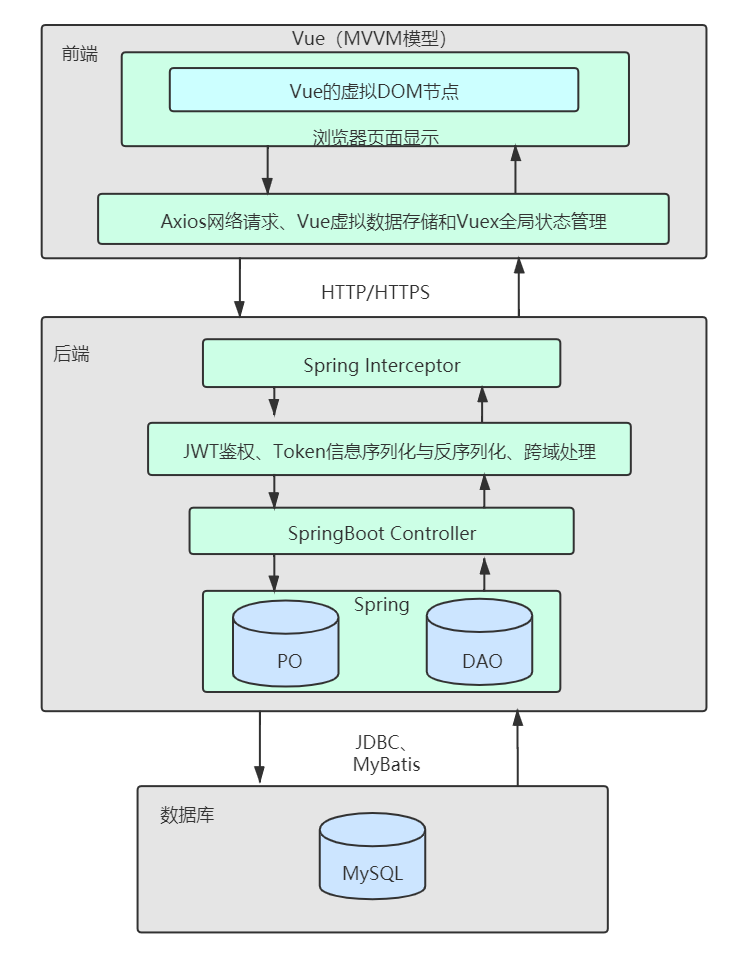 Vue（MVVM模型）
前端
Vue的虚拟DOM节点
浏览器页面显示
Axios网络请求、Vue虚拟数据存储和Vuex全局状态管理
HTTP/HTTPS
后端
Spring Interceptor
JWT鉴权、Token信息序列化与反序列化、跨域处理
SpringBoot Controller
Spring
PO
DAO
JDBC、
MyBatis
数据库
MySQL